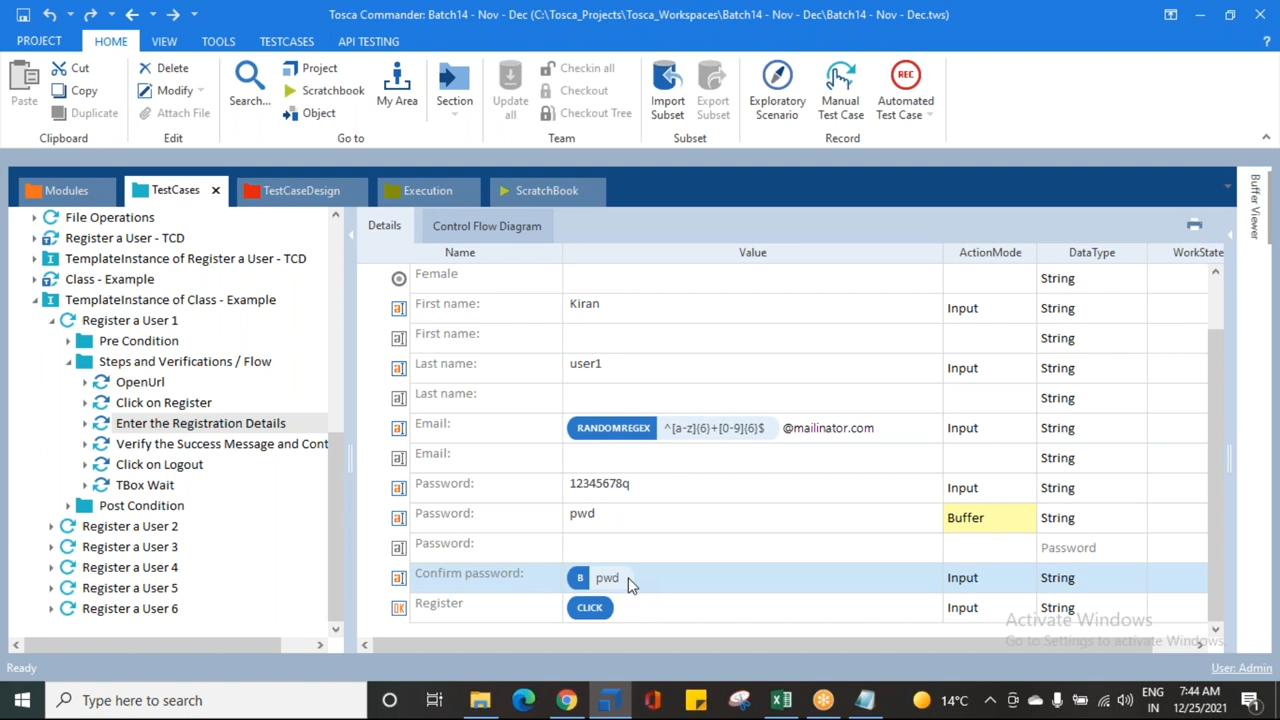 Tosca Commander: Batch14 - Nov - Dec (C:\Tosca_Projects\Tosca_Workspaces\Batch14 - Nov - Dec\Batch14 - Nov - Dec.tws)
PROJECT HOME VIEW TOOLS TESTCASES API TESTING ?
Paste Cut Copy Duplicate
Delete Modify Attach File
Search... Project Scratchbook Object My Area Section
Update all Checkin all Checkout Checkout Tree
Import Subset Export Subset
Exploratory Scenario Manual Test Case REC Automated Test Case
Clipboard Edit Go to Team Subset Record
Modules TestCases TestCaseDesign Execution ScratchBook
Buffer Viewer
File Operations
Register a User - TCD
TemplateInstance of Register a User - TCD
Class - Example
TemplateInstance of Class - Example
Register a User 1
Pre Condition
Steps and Verifications / Flow
OpenUrl
Click on Register
Enter the Registration Details
Verify the Success Message and Cont
Click on Logout
TBox Wait
Post Condition
Register a User 2
Register a User 3
Register a User 4
Register a User 5
Register a User 6
Details Control Flow Diagram
Name Value ActionMode DataType WorkState
Female String
First name: Kiran Input String
First name: String
Last name: user1 Input String
Last name: String
Email: RANDOMREGEX ^[a-z]{6}+[0-9]{6}$ @mailinator.com Input String
Email: String
Password: 12345678q Input String
Password: pwd Buffer String
Password: Password
Confirm password: B pwd Input String
OK Register CLICK Input String
Activate Windows
Go to Settings to activate Windows.
Ready User: Admin
Type here to search 14°C ENG IN 7:44 AM 12/25/2021 1